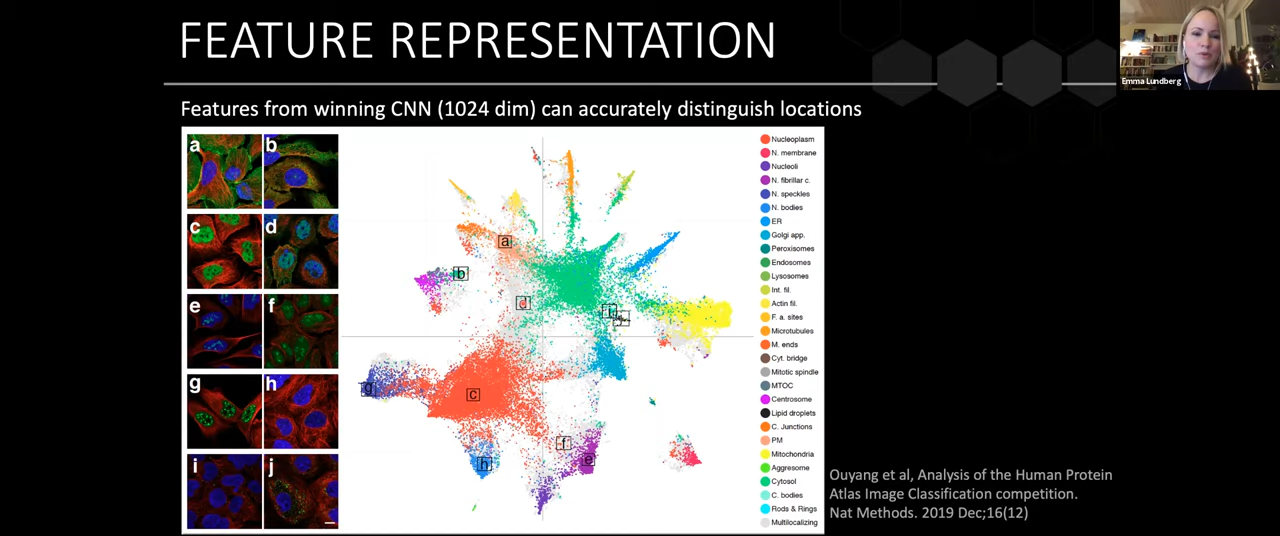 FEATURE REPRESENTATION
Emma Lundberg
Features from winning CNN (1024 dim) can accurately distinguish locations
a
b
c
d
e
f
g
h
i
j
a
b
d
c
g
h
f
e
Nucleoplasm
N. membrane
Nucleoli
N. fibrillar c.
N. speckles
N. bodies
ER
Golgi app.
Peroxisomes
Endosomes
Lysosomes
Int. fil.
Actin fil.
F. a. sites
Microtubules
M. ends
Cyt. bridge
Mitotic spindle
MTOC
Centrosome
Lipid droplets
C. Junctions
PM
Mitochondria
Aggresome
Cytosol
C. bodies
Rods & Rings
Multilocalizing
Ouyang et al, Analysis of the Human Protein
Atlas Image Classification competition.
Nat Methods. 2019 Dec;16(12)